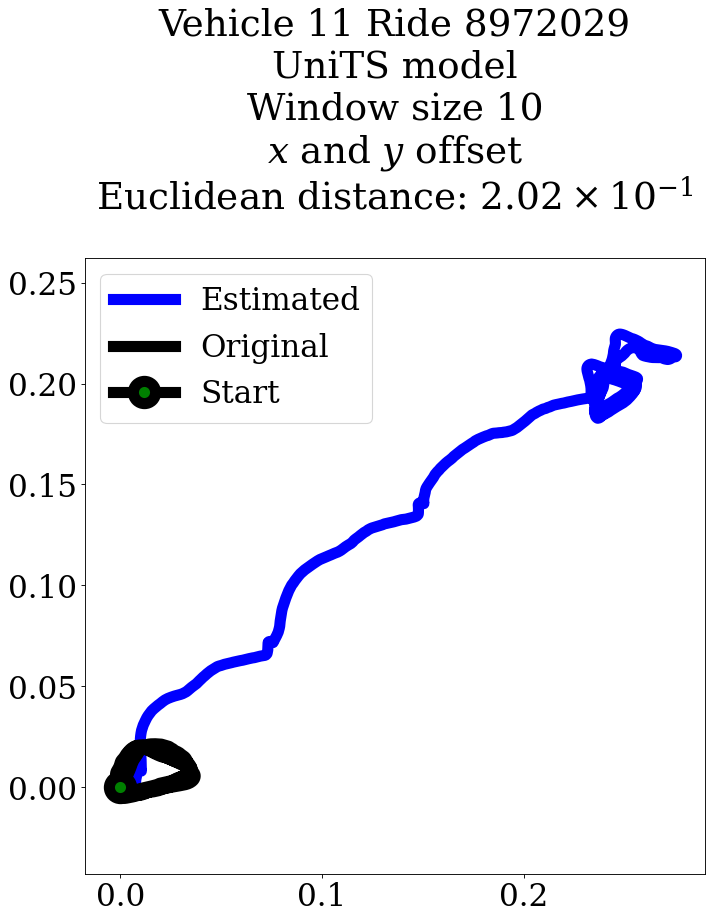 Vehicle 11 Ride 8972029
UniTS model
Window size 10
x and y offset
Euclidean distance: 2.02 × 10⁻¹
0.25
0.20
0.15
0.10
0.05
0.00
Estimated
Original
Start
0.0 0.1 0.2